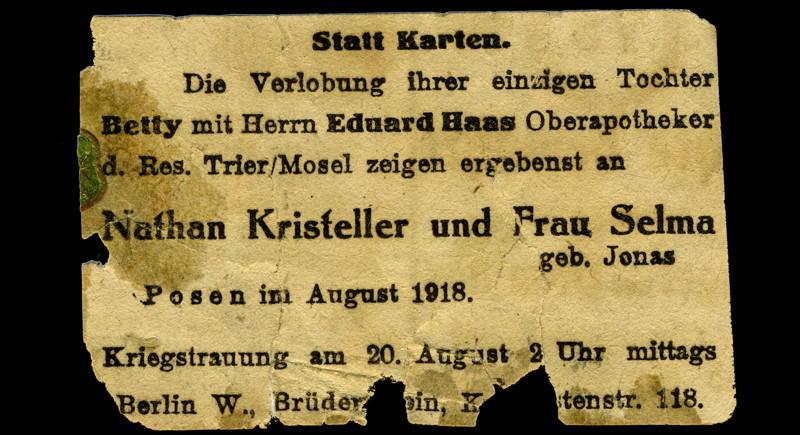 Statt Karten.
Die Verlobung ihrer einzigen Tochter
Betty mit Herrn Eduard Haas Oberapotheker
d. Res. Trier/Mosel zeigen ergebenst an
Nathan Kristeller und Frau Selma
geb. Jonas
Posen im August 1918.
Kriegstrauung am 20. August 2 Uhr mittags
Berlin W., 118.